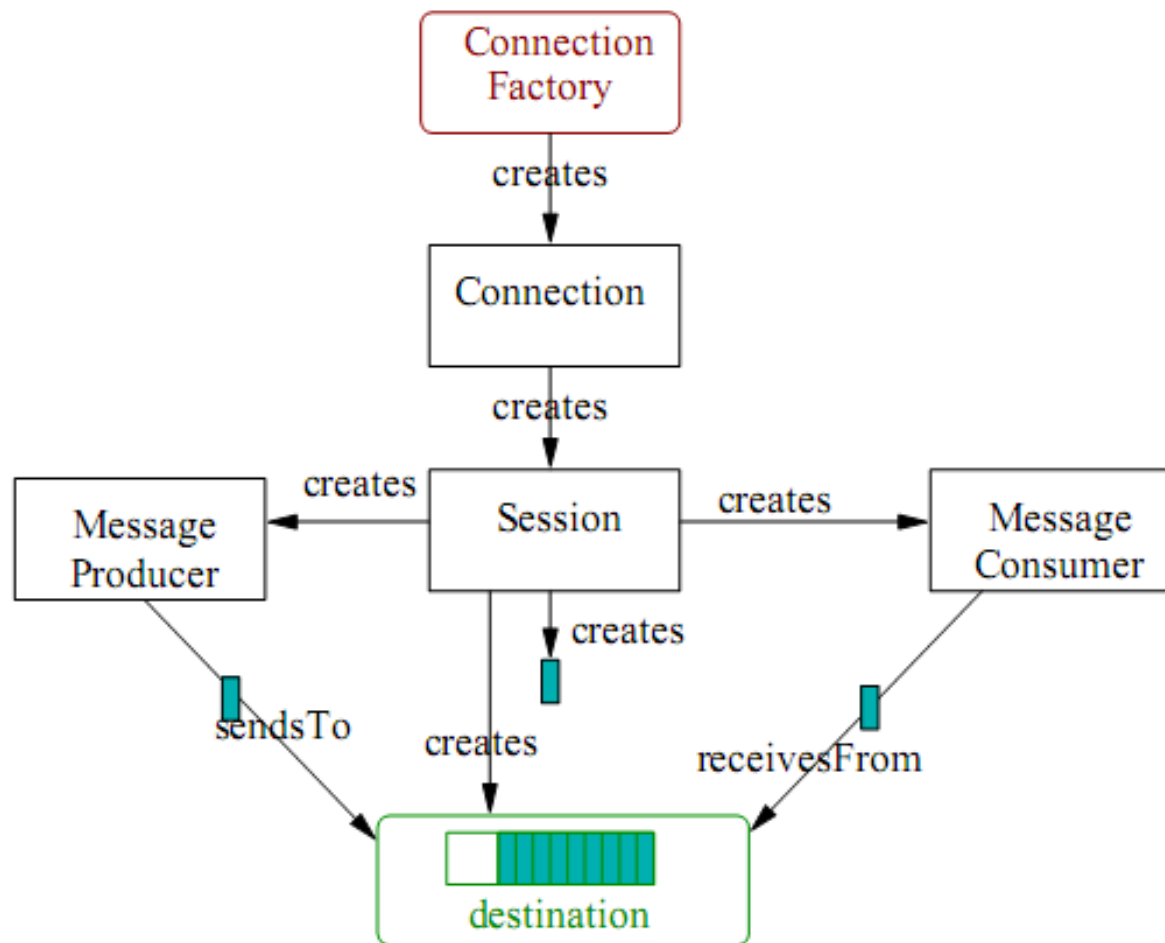 Connection
Factory
creates
Connection
creates
creates
Session
creates
Message
Producer
Message
Consumer
creates
sendsTo
creates
receivesFrom
destination